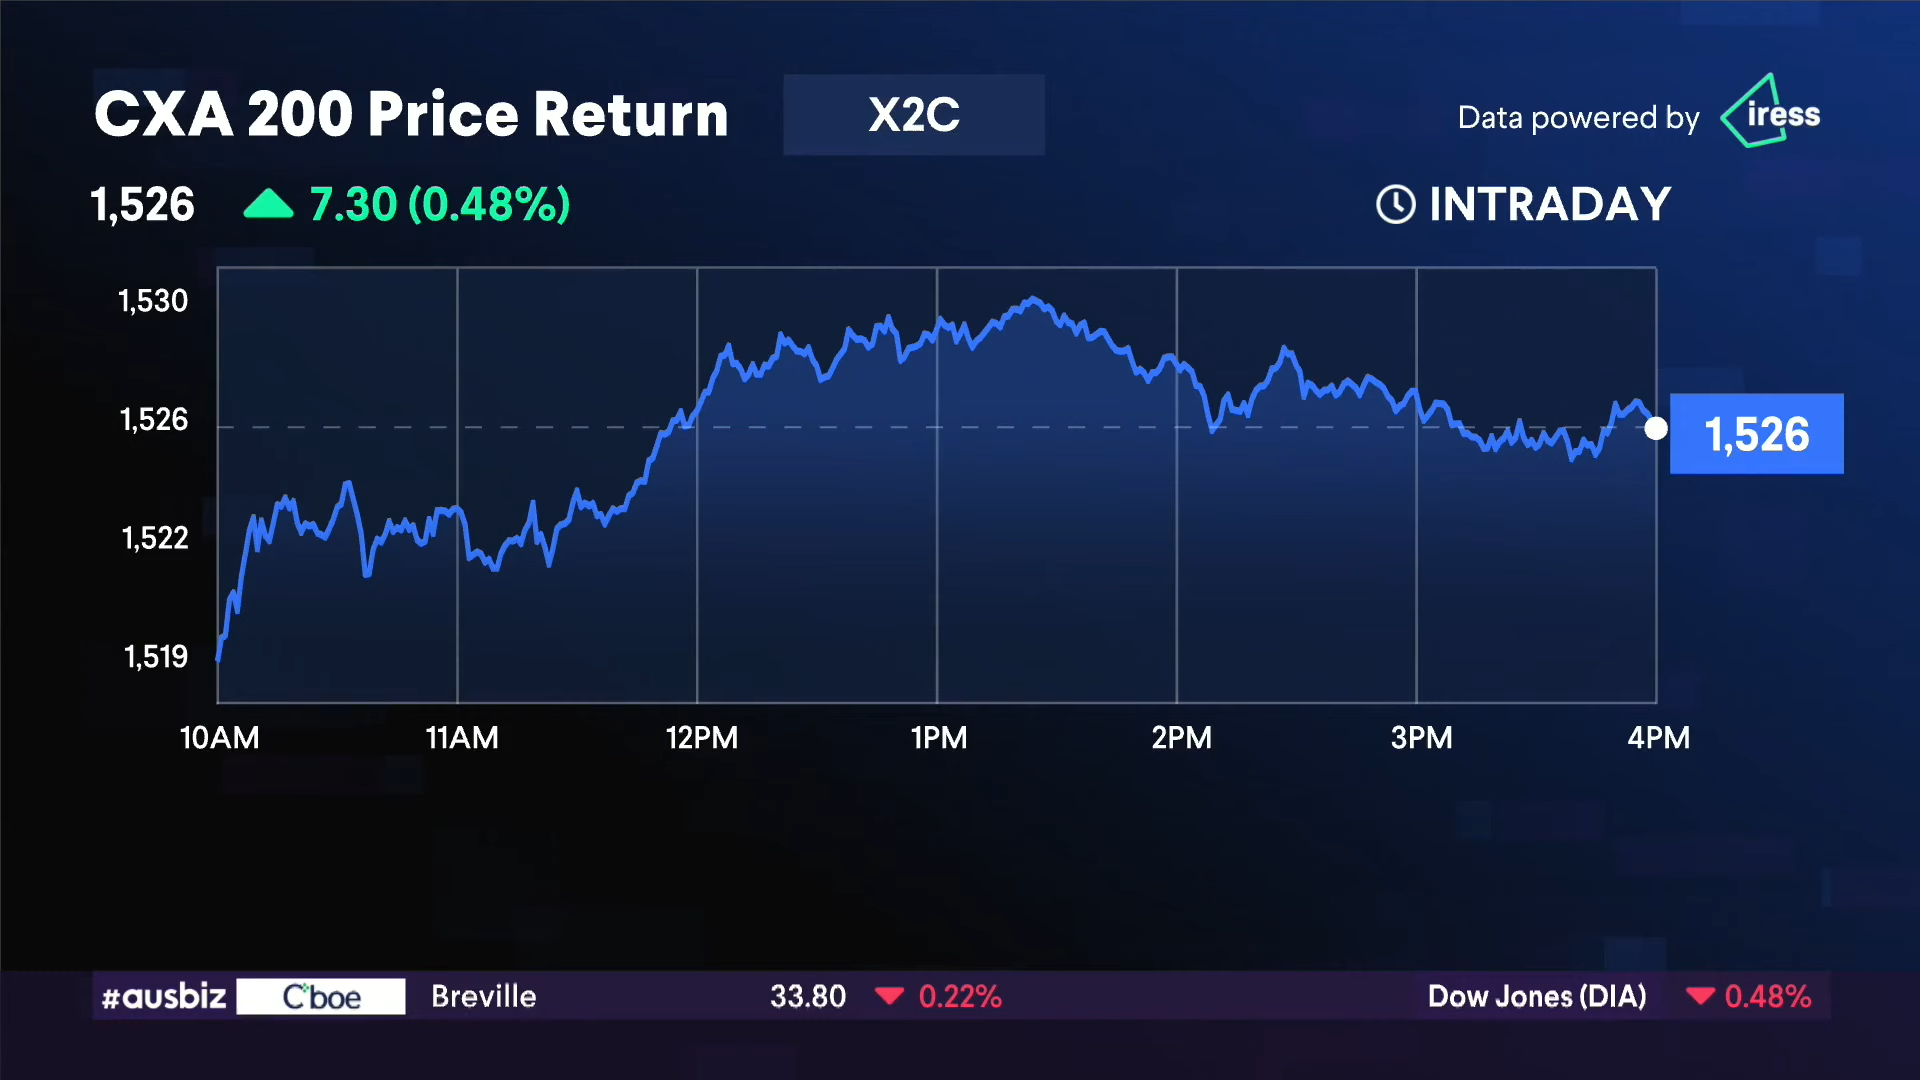 CXA 200 Price Return
X2C
Data powered by iress
1,526 7.30 (0.48%)
INTRADAY
1,530
1,526
1,522
1,519
1,526
10AM 11AM 12PM 1PM 2PM 3PM 4PM
#ausbiz Cboe Breville 33.80 0.22% Dow Jones (DIA) 0.48%